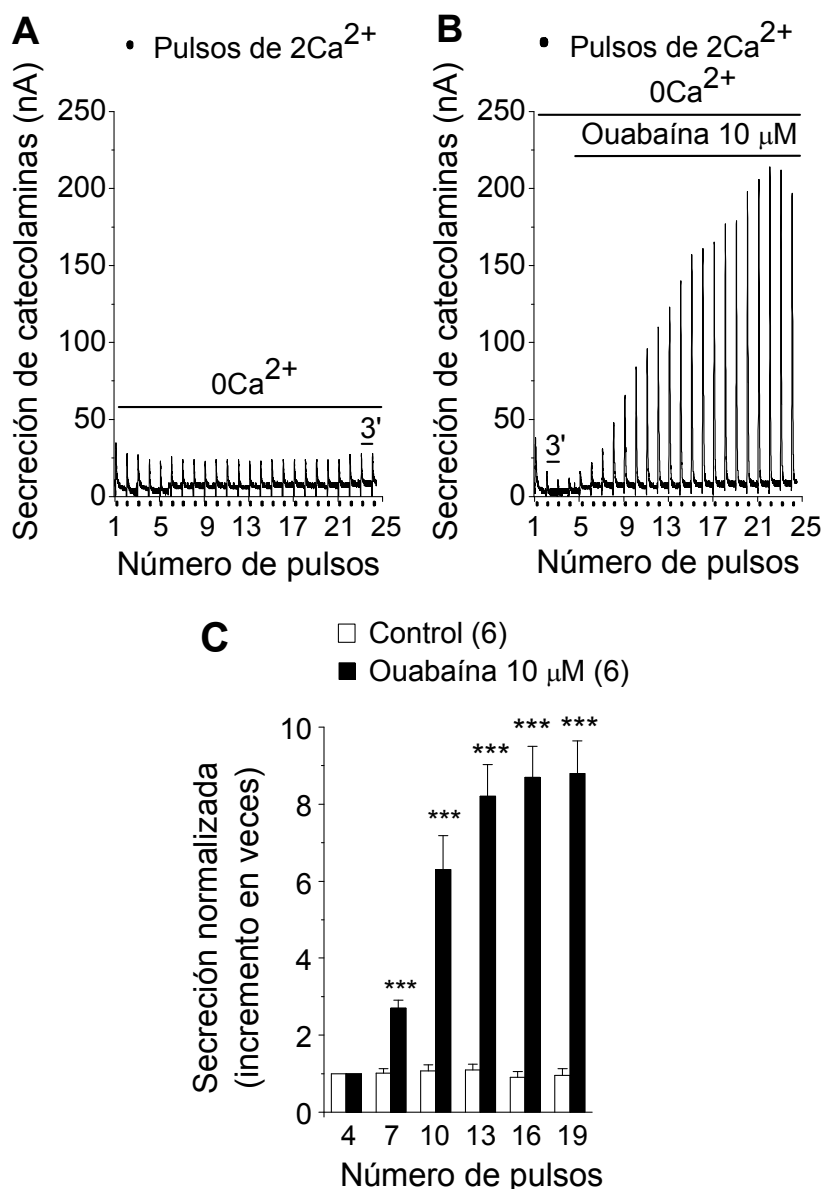 A
• Pulsos de 2Ca2+
Secreción de catecolaminas (nA)
250
200
150
100
50
0
0Ca2+
3'
1 5 9 13 17 21 25
Número de pulsos
B
• Pulsos de 2Ca2+
0Ca2+
Ouabaína 10 μM
Secreción de catecolaminas (nA)
250
200
150
100
50
0
3'
1 5 9 13 17 21 25
Número de pulsos
C
Control (6)
Ouabaína 10 μM (6)
Secreción normalizada
(incremento en veces)
10
8
6
4
2
0
*** *** *** *** ***
4 7 10 13 16 19
Número de pulsos